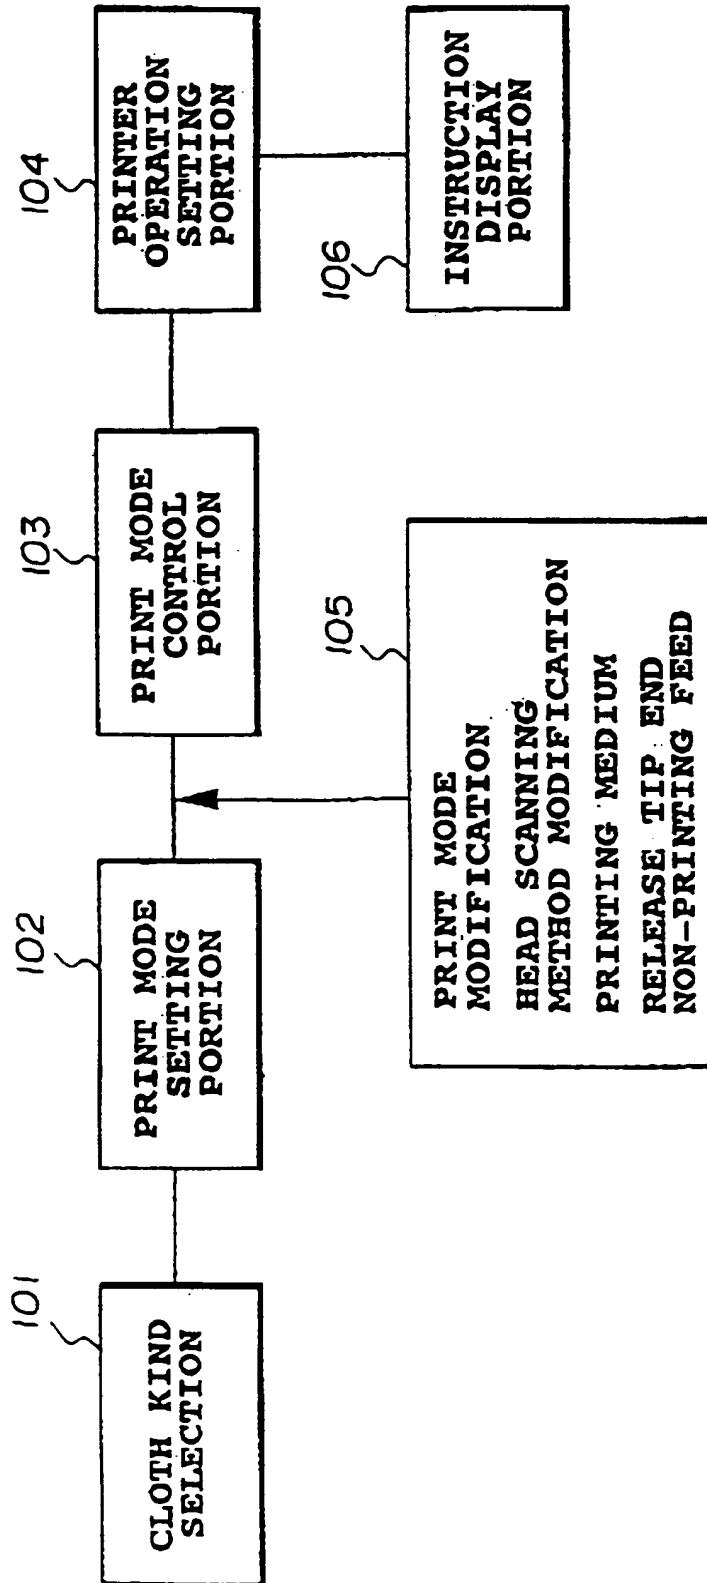 101
CLOTH KIND
SELECTION
102
PRINT MODE
SETTING
PORTION
103
PRINT MODE
CONTROL
PORTION
104
PRINTER
OPERATION
SETTING
PORTION
105
PRINT MODE
MODIFICATION
HEAD SCANNING
METHOD MODIFICATION
PRINTING MEDIUM
RELEASE TIP END
NON-PRINTING FEED
106
INSTRUCTION
DISPLAY
PORTION